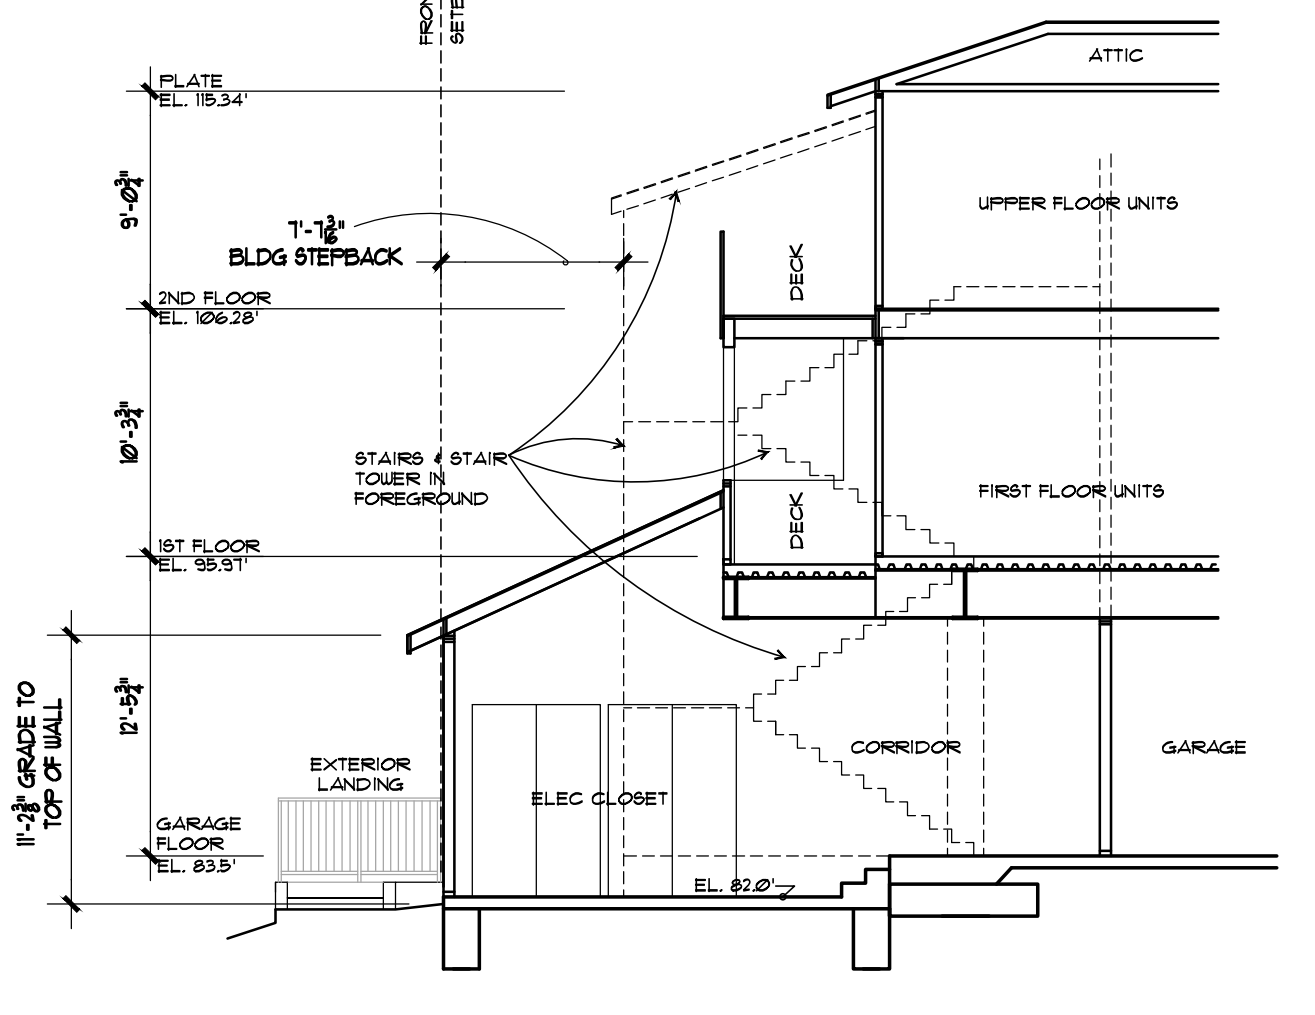 FRON
SETE
ATTIC
PLATE
EL. 115.34'
9'-0¾"
UPPER FLOOR UNITS
7'-7 3/16"
BLDG STEPBACK
DECK
2ND FLOOR
EL. 106.28'
10'-3¾"
STAIRS & STAIR
TOWER IN
FOREGROUND
FIRST FLOOR UNITS
DECK
1ST FLOOR
EL. 95.97'
12'-5¾"
11'-2⅜" GRADE TO
TOP OF WALL
CORRIDOR
GARAGE
EXTERIOR
LANDING
ELEC CLOSET
GARAGE
FLOOR
EL. 83.5'
EL. 82.0'